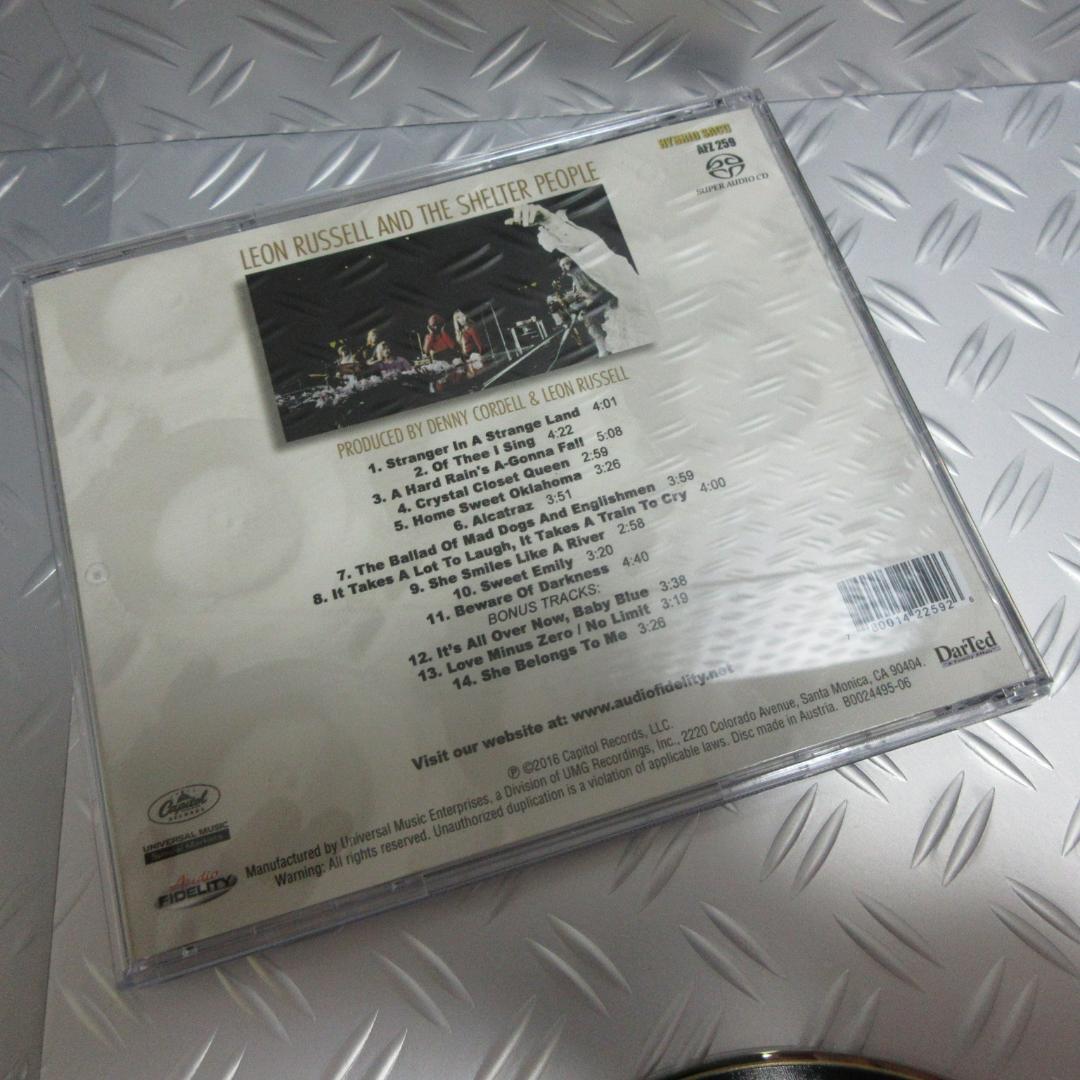 HYBRID SACD
AFZ 259
SUPER AUDIO CD
LEON RUSSELL AND THE SHELTER PEOPLE
PRODUCED BY DENNY CORDELL & LEON RUSSELL
1. Stranger In A Strange Land 4:01
2. Of Thee I Sing 4:22
3. A Hard Rain's A-Gonna Fall 5:08
4. Crystal Closet Queen 2:59
5. Home Sweet Oklahoma 3:26
6. Alcatraz 3:51
7. The Ballad Of Mad Dogs And Englishmen 3:59
8. It Takes A Lot To Laugh, It Takes A Train To Cry 4:00
9. She Smiles Like A River 2:58
10. Sweet Emily 3:20
11. Beware Of Darkness 4:40
BONUS TRACKS:
12. It's All Over Now, Baby Blue 3:38
13. Love Minus Zero / No Limit 3:19
14. She Belongs To Me 3:28
7 80014 22592 6
DarTed
Visit our website at: www.audiofidelity.net
℗ ©2016 Capitol Records, LLC.
Manufactured by Universal Music Enterprises, a Division of UMG Recordings, Inc., 2220 Colorado Avenue, Santa Monica, CA 90404.
Warning: All rights reserved. Unauthorized duplication is a violation of applicable laws. Disc made in Austria. B0024495-06
Capitol
RECORDS
UNIVERSAL MUSIC
Audio
FIDELITY